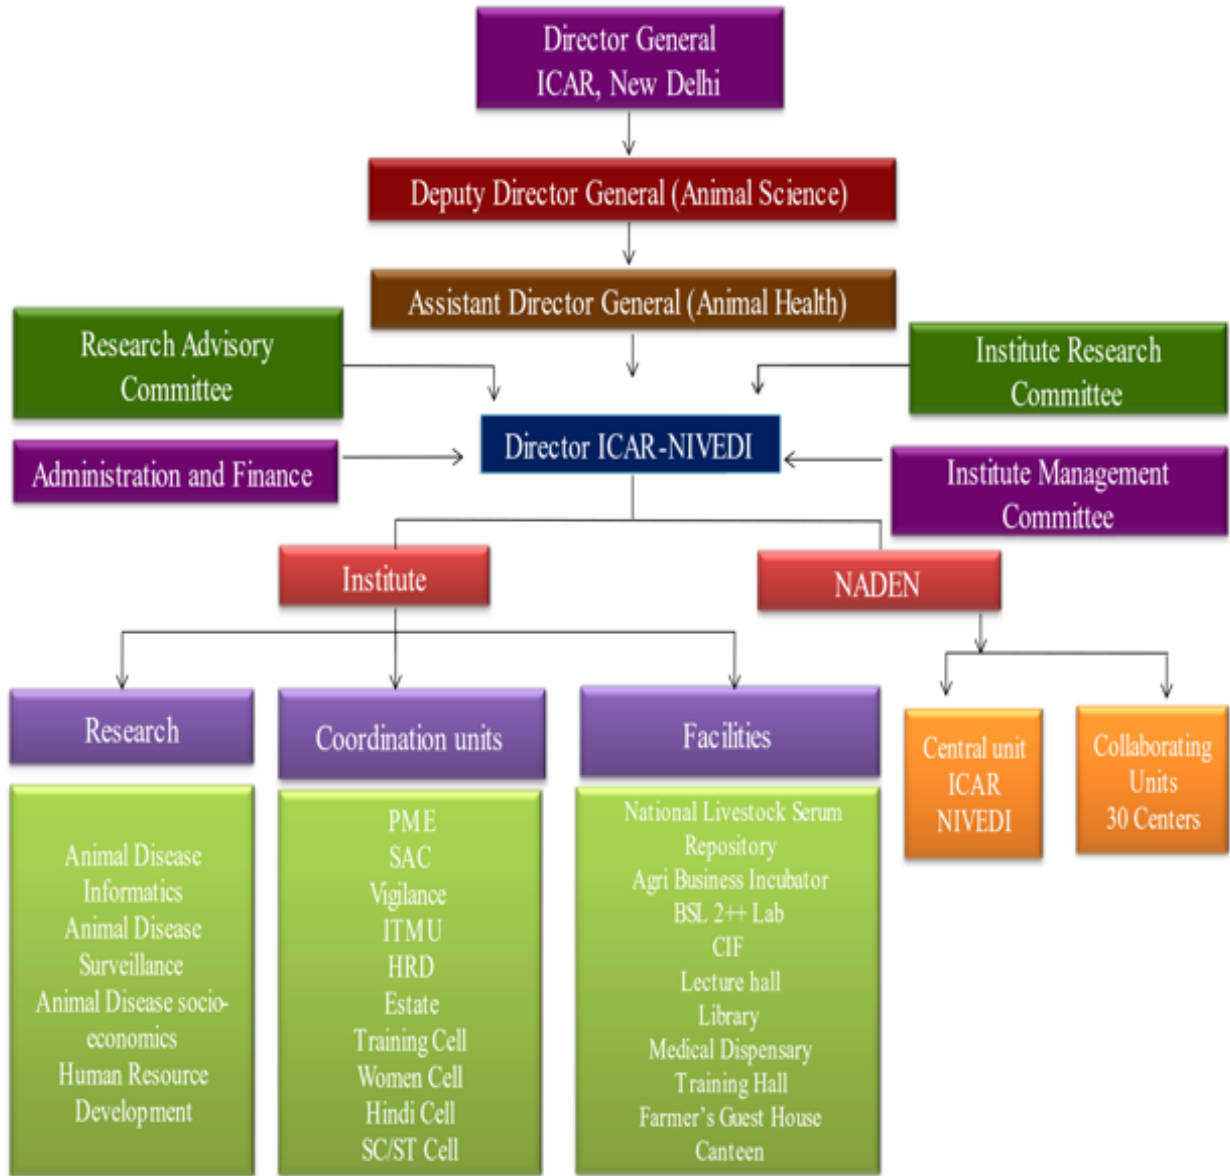 Director General
ICAR, New Delhi
Deputy Director General (Animal Science)
Assistant Director General (Animal Health)
Research Advisory
Committee
Institute Research
Committee
Director ICAR-NIVEDI
Administration and Finance
Institute Management
Committee
Institute
NADEN
Research
Coordination units
Facilities
Central unit
ICAR
NIVEDI
Collaborating
Units
30 Centers
Animal Disease
Informatics
Animal Disease
Surveillance
Animal Disease socio-
economics
Human Resource
Development
PME
SAC
Vigilance
ITMU
HRD
Estate
Training Cell
Women Cell
Hindi Cell
SC/ST Cell
National Livestock Serum
Repository
Agri Business Incubator
BSL 2++ Lab
CIF
Lecture hall
Library
Medical Dispensary
Training Hall
Farmer's Guest House
Canteen